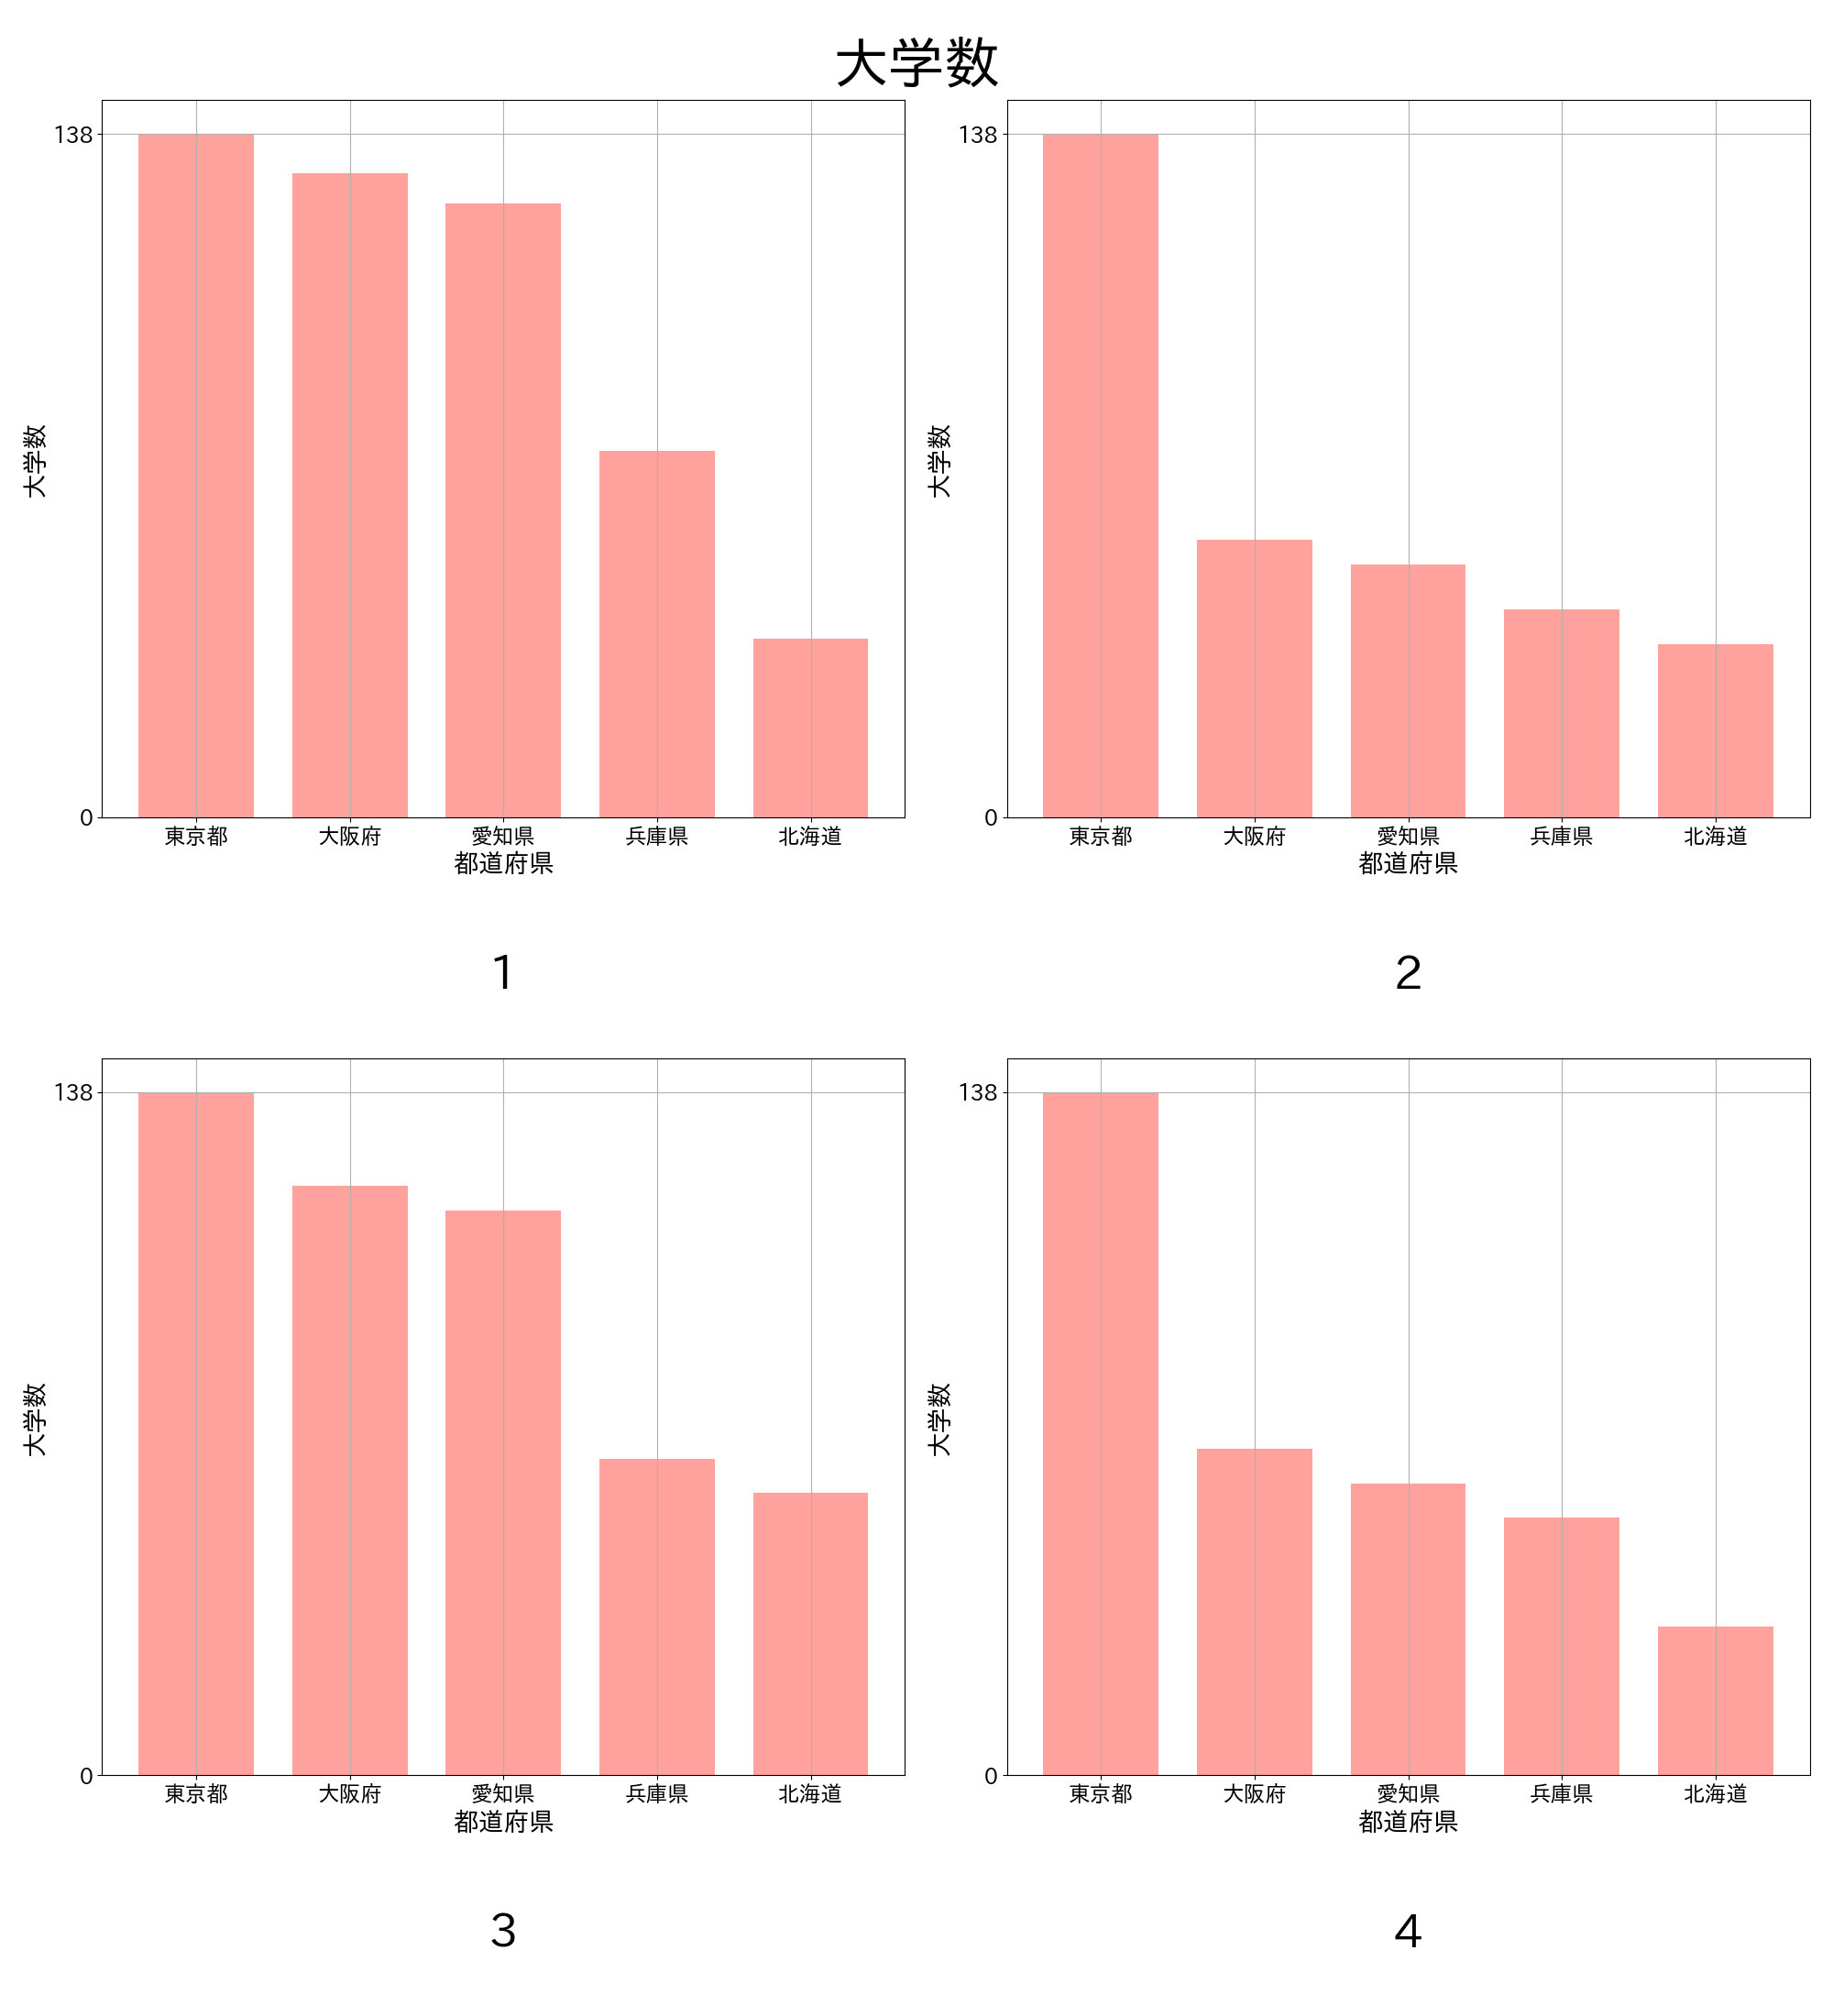 大学数
138
大学数
0
東京都 大阪府 愛知県 兵庫県 北海道
都道府県
1
138
大学数
0
東京都 大阪府 愛知県 兵庫県 北海道
都道府県
2
138
大学数
0
東京都 大阪府 愛知県 兵庫県 北海道
都道府県
3
138
大学数
0
東京都 大阪府 愛知県 兵庫県 北海道
都道府県
4